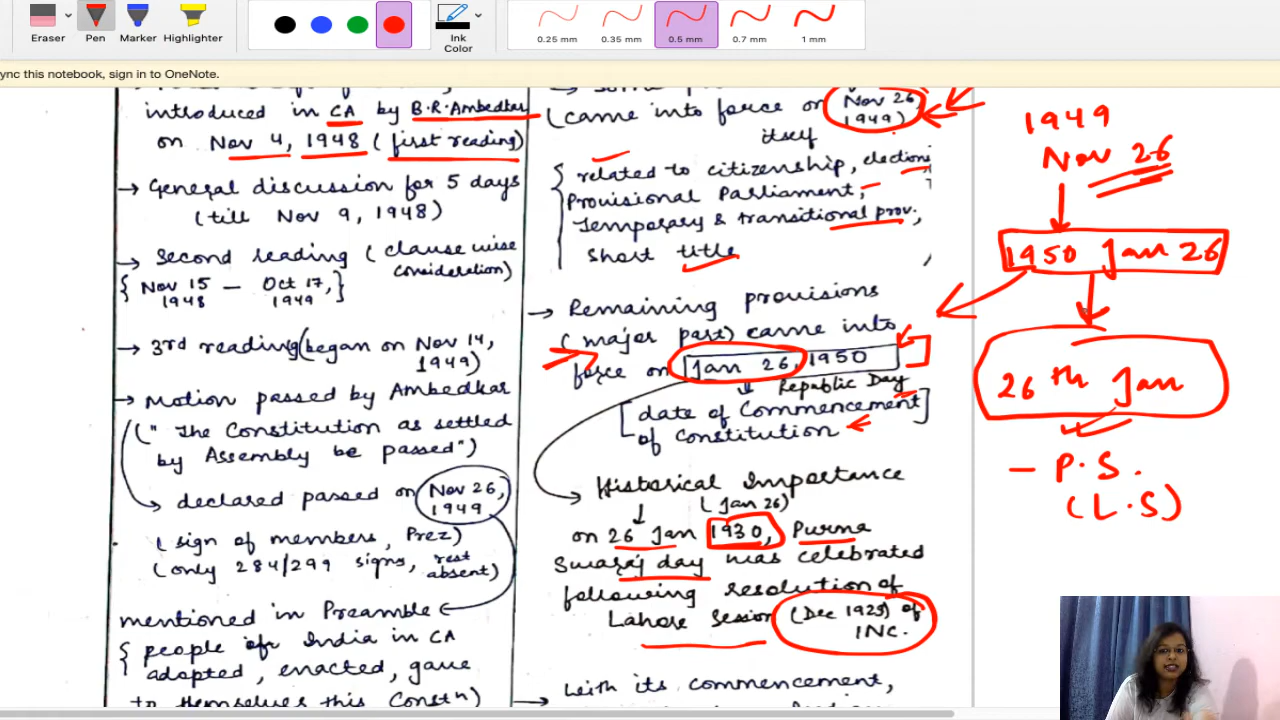 Eraser
Pen
Marker
Highlighter
Ink
Color
0.25 mm
0.35 mm
0.5 mm
0.7 mm
1 mm
ync this notebook, sign in to OneNote.
introduced in CA by B.R. Ambedkar
on Nov 4, 1948 (first reading)
→ General discussion for 5 days
(till Nov 9, 1948)
→ Second reading (clause wise
consideration)
{ Nov 15 — Oct 17, }
1948 1949
→ 3rd reading (began on Nov 14,
1949)
→ Motion passed by Ambedkar
(" The Constitution as settled
by Assembly be passed")
declared passed on Nov 26,
1949
(sign of members, Prez)
(only 284/299 signs, rest
absent)
mentioned in Preamble
{ people of India in CA
adopted, enacted, gave
to themselves this Constn)
(came into force on Nov 26,
1949)
itself
related to citizenship, elections
Provisional Parliament,
Temporary & transitional prov.,
Short title
→ Remaining provisions
(major part) came into
force on Jan 26, 1950
Republic Day
[date of Commencement]
of Constitution
Historical Importance
(Jan 26)
on 26 Jan 1930, Purna
Swaraj day was celebrated
following resolution of
Lahore Session (Dec 1929) of
INC.
→ With its commencement,
1949
Nov 26
1950 Jan 26
26 th Jan
- P.S.
(L.S)